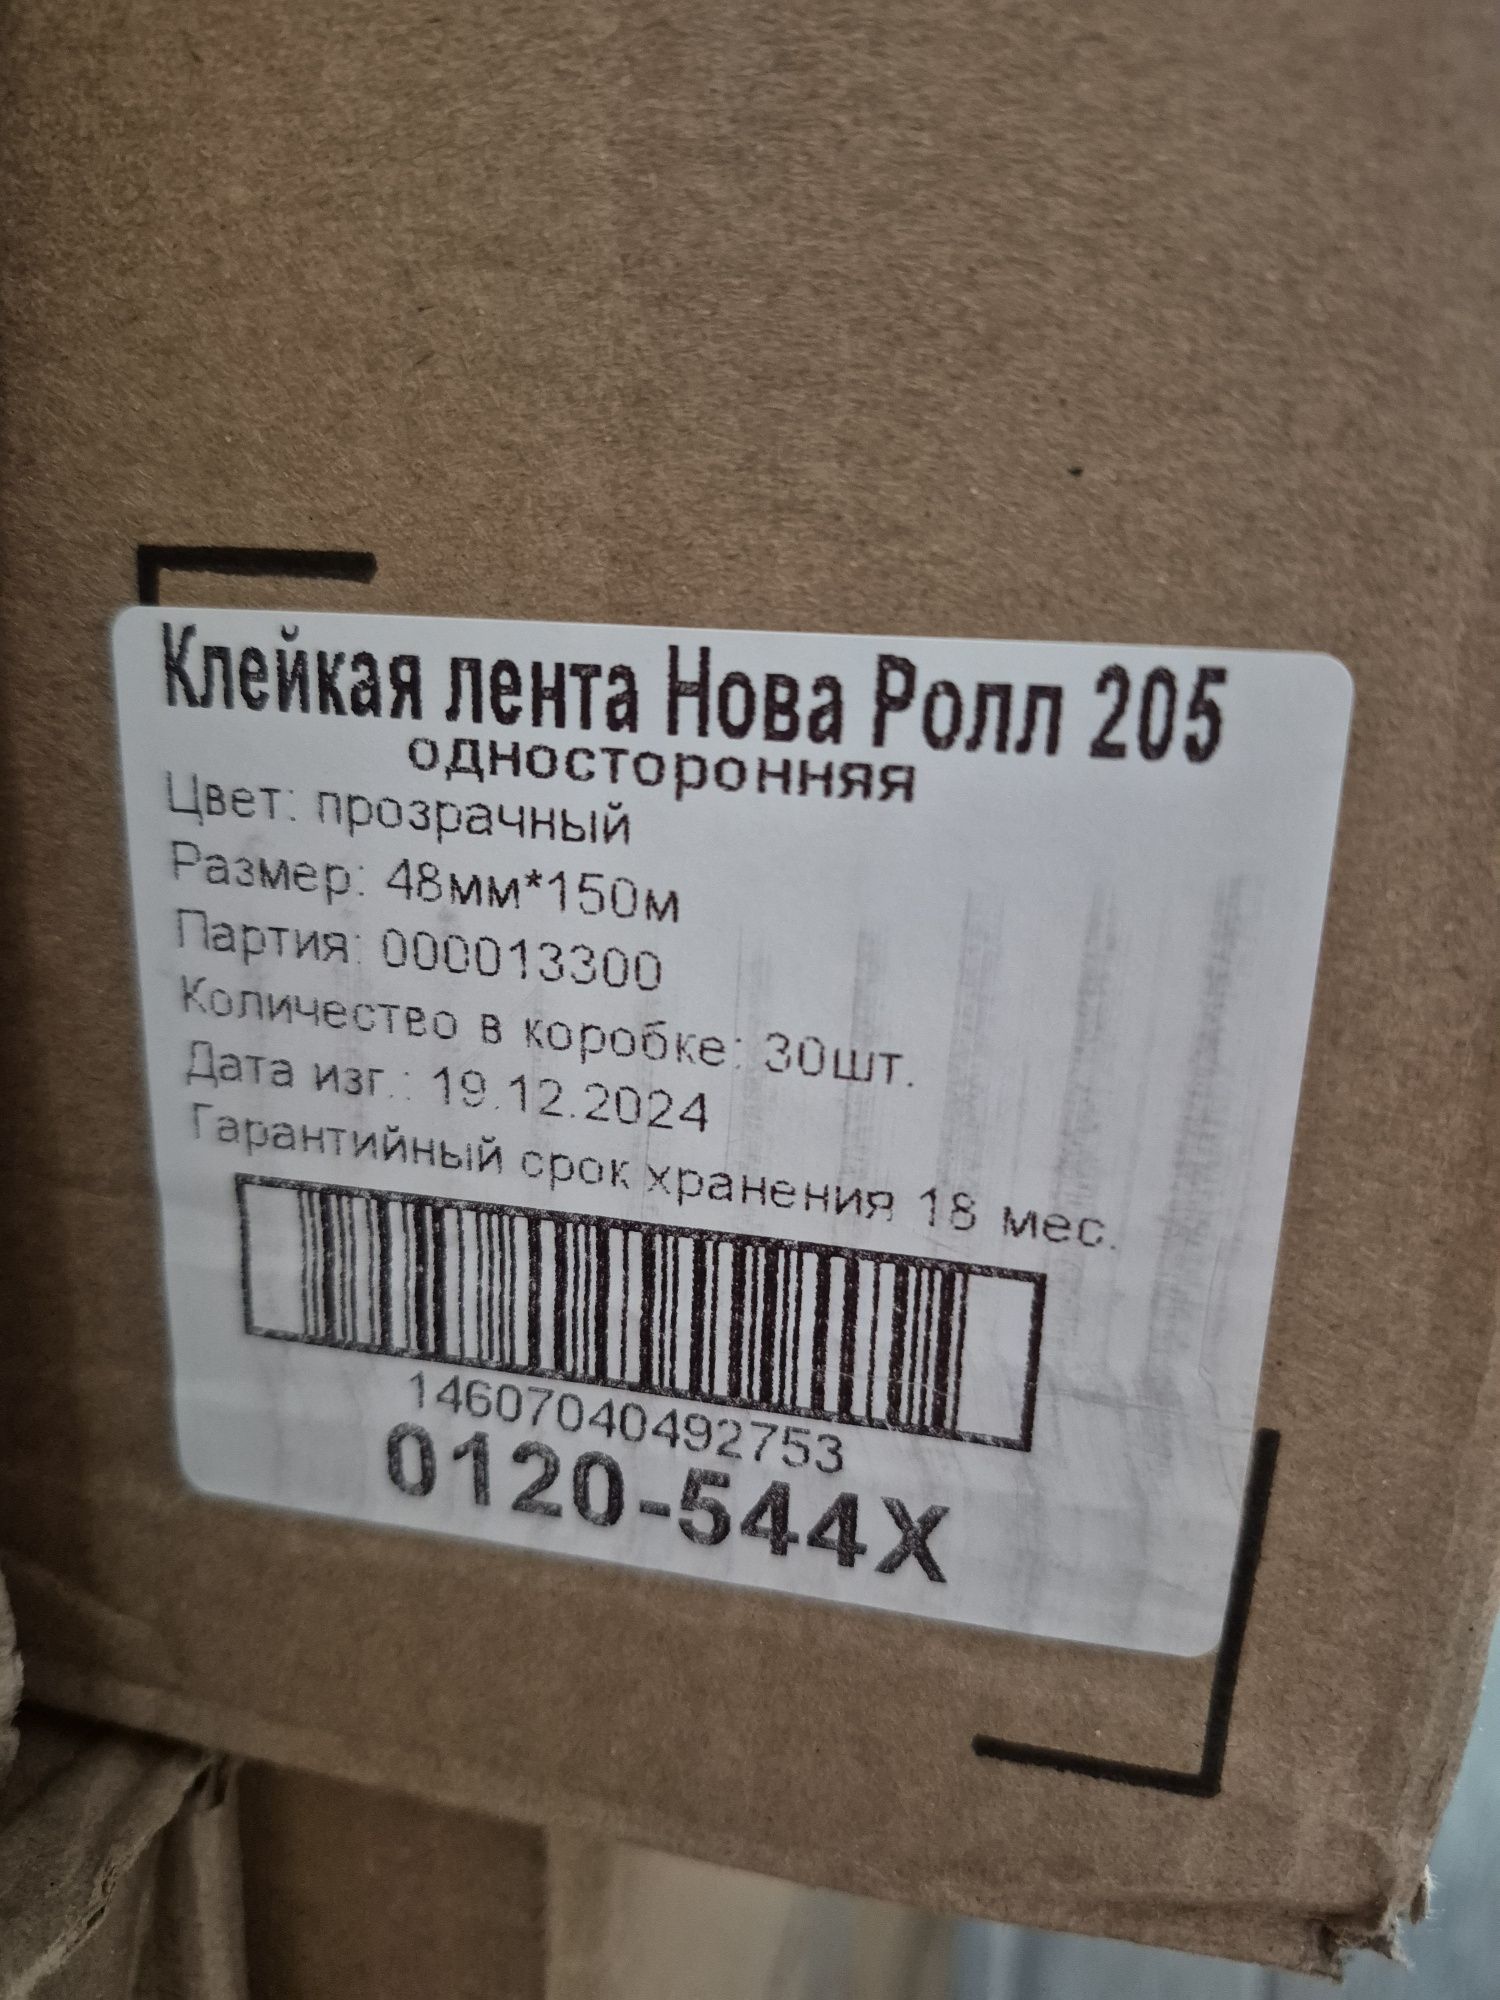 Клейкая лента Нова Ролл 205
односторонняя
Цвет: прозрачный
Размер: 48мм*150м
Партия: 000013300
Количество в коробке: 30шт.
Дата изг.: 19.12.2024
Гарантийный срок хранения 18 мес.
14607040492753
0120-544X